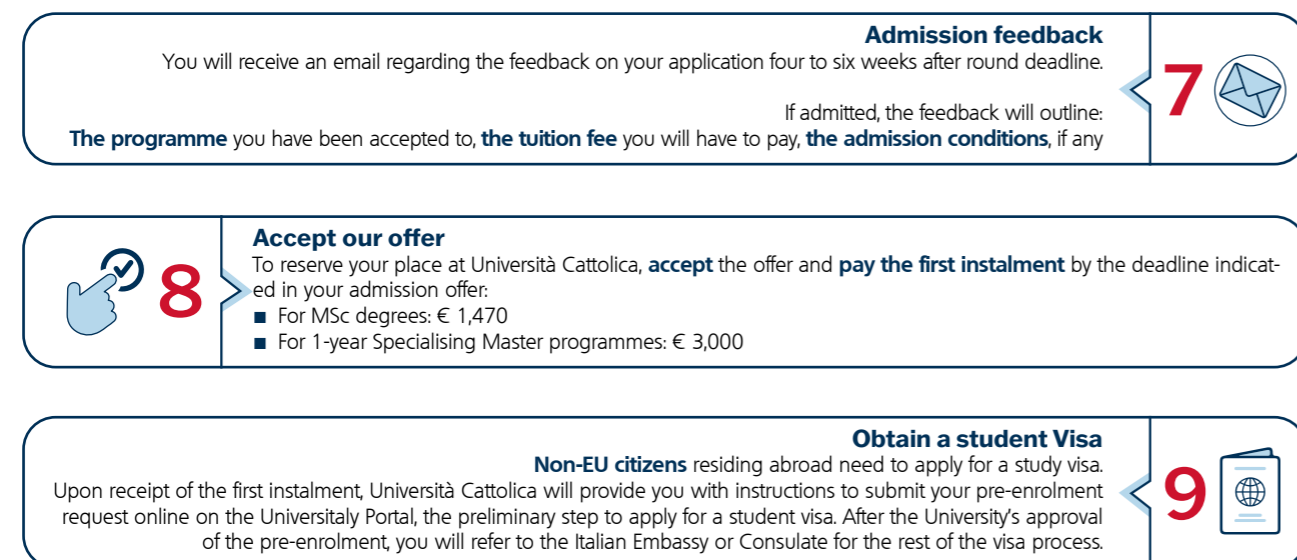 Admission feedback
You will receive an email regarding the feedback on your application four to six weeks after round deadline.
If admitted, the feedback will outline:
The programme you have been accepted to, the tuition fee you will have to pay, the admission conditions, if any
7
Accept our offer
To reserve your place at Università Cattolica, accept the offer and pay the first instalment by the deadline indicat-
ed in your admission offer:
■ For MSc degrees: € 1,470
■ For 1-year Specialising Master programmes: € 3,000
8
Obtain a student Visa
Non-EU citizens residing abroad need to apply for a study visa.
Upon receipt of the first instalment, Università Cattolica will provide you with instructions to submit your pre-enrolment
request online on the Universitaly Portal, the preliminary step to apply for a student visa. After the University's approval
of the pre-enrolment, you will refer to the Italian Embassy or Consulate for the rest of the visa process.
9